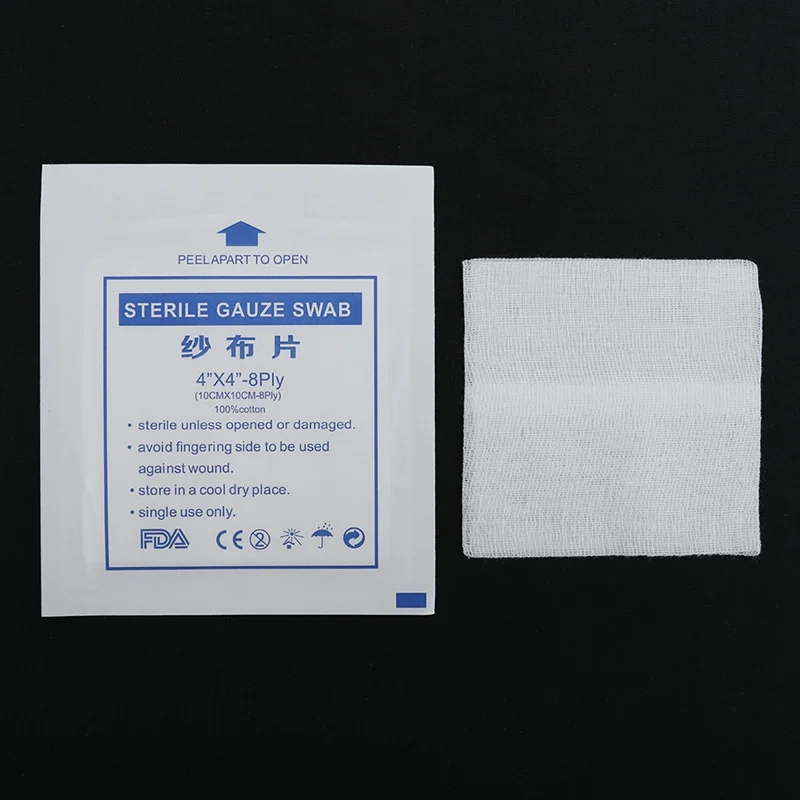 PEEL APART TO OPEN
STERILE GAUZE SWAB
纱布片
4”X4”-8Ply
(10CMX10CM-8Ply)
100%cotton
• sterile unless opened or damaged.
• avoid fingering side to be used
against wound.
• store in a cool dry place.
• single use only.
FDA CE 2